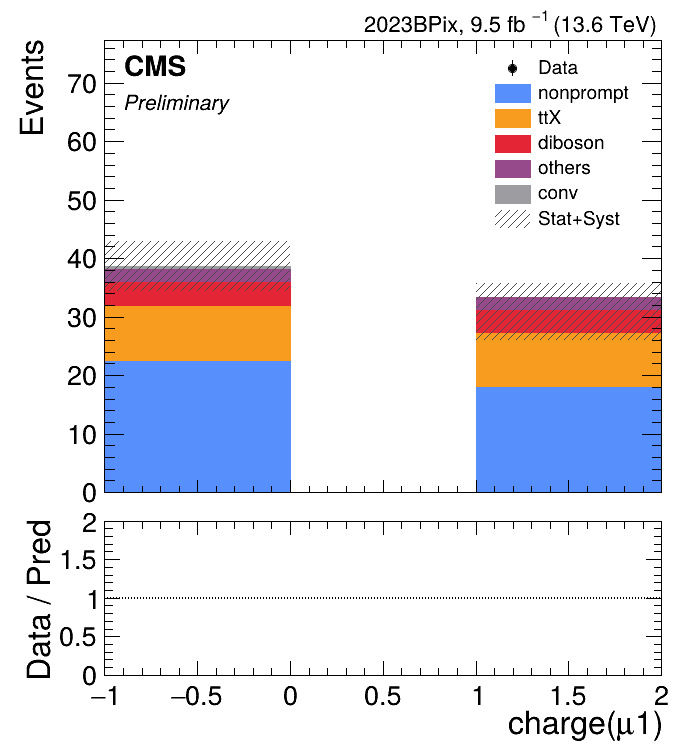 2023BPix, 9.5 fb⁻¹ (13.6 TeV)
CMS
Preliminary
Data
nonprompt
ttX
diboson
others
conv
Stat+Syst
Events
70
60
50
40
30
20
10
0
Data / Pred
2
1.5
1
0.5
0
−1 −0.5 0 0.5 1 1.5 2
charge(μ1)